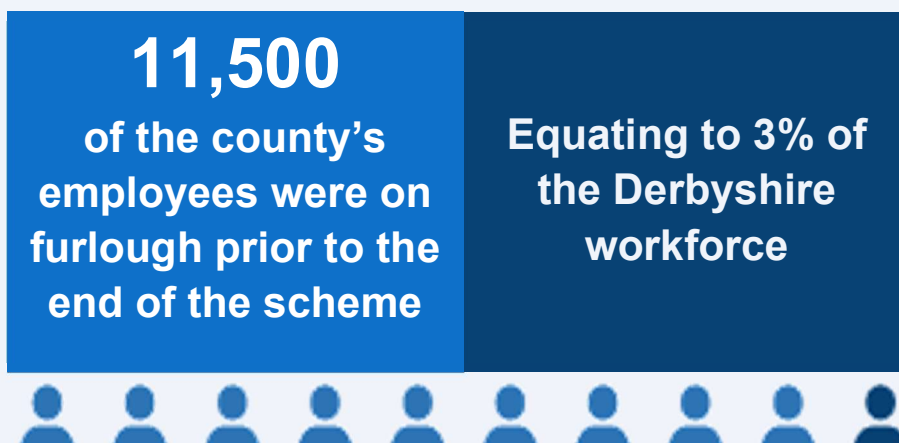 11,500
of the county's
employees were on
furlough prior to the
end of the scheme
Equating to 3% of
the Derbyshire
workforce